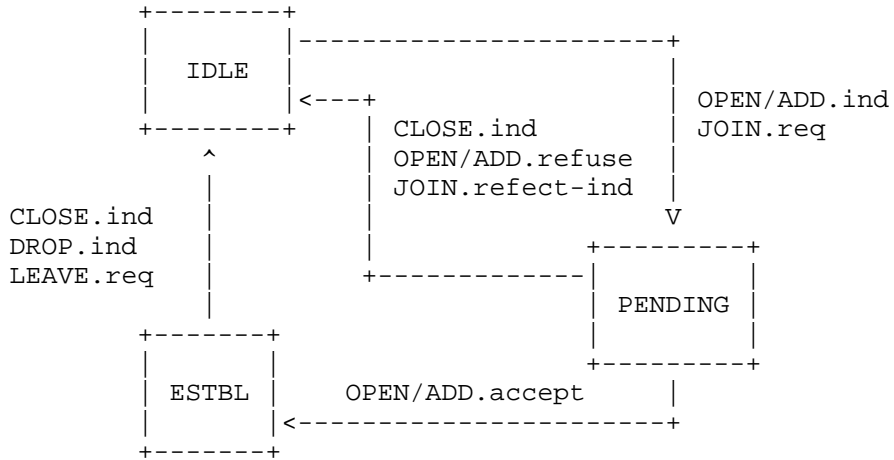 IDLE
OPEN/ADD.ind
JOIN.req
CLOSE.ind
OPEN/ADD.refuse
JOIN.refect-ind
CLOSE.ind
DROP.ind
LEAVE.req
PENDING
ESTBL
OPEN/ADD.accept